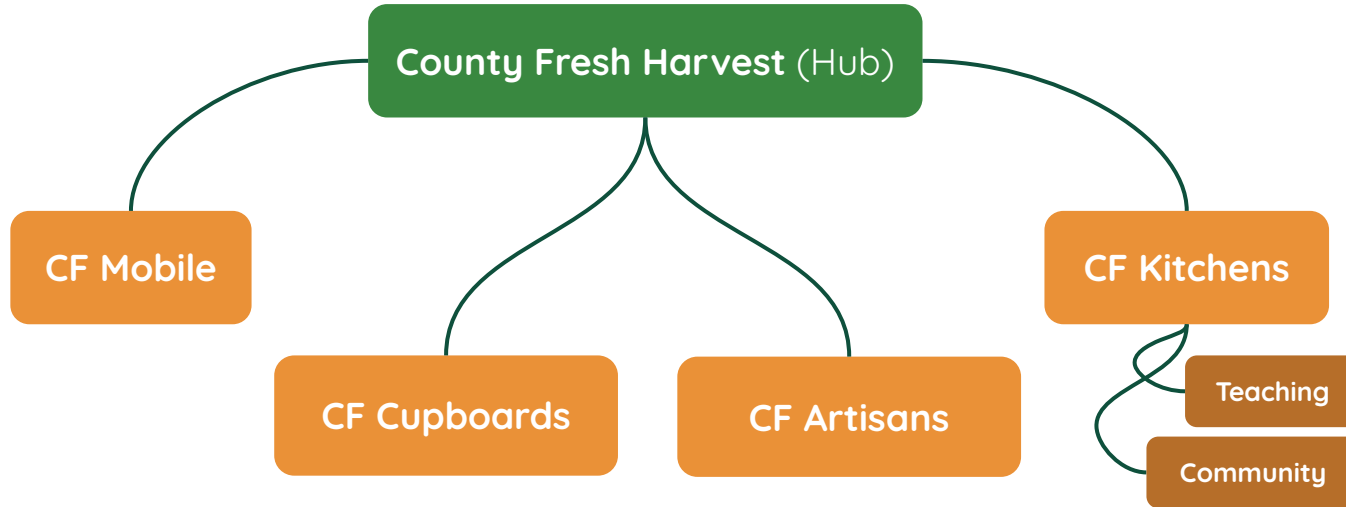 County Fresh Harvest (Hub)
CF Mobile
CF Kitchens
CF Cupboards
CF Artisans
Teaching
Community